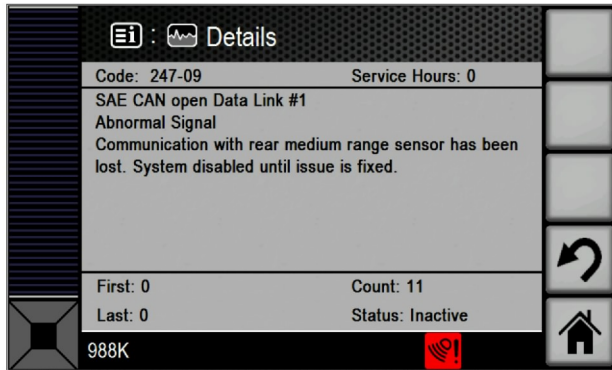 : Details
Code: 247-09 Service Hours: 0
SAE CAN open Data Link #1
Abnormal Signal
Communication with rear medium range sensor has been
lost. System disabled until issue is fixed.
First: 0 Count: 11
Last: 0 Status: Inactive
988K